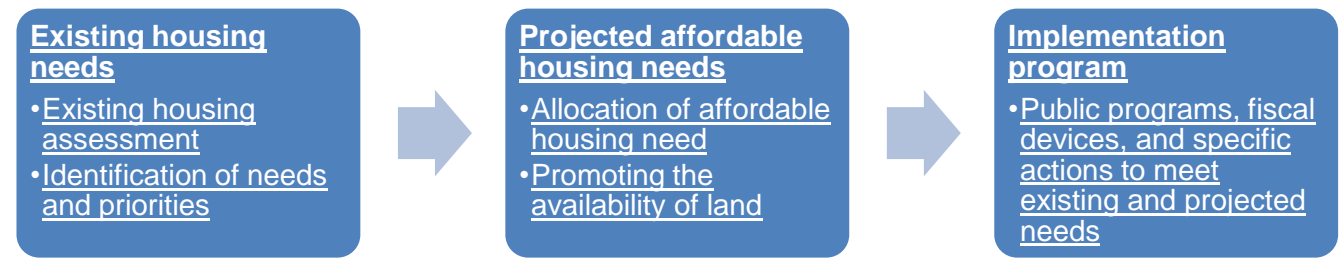 Existing housing
needs
•Existing housing
assessment
•Identification of needs
and priorities
Projected affordable
housing needs
•Allocation of affordable
housing need
•Promoting the
availability of land
Implementation
program
•Public programs, fiscal
devices, and specific
actions to meet
existing and projected
needs